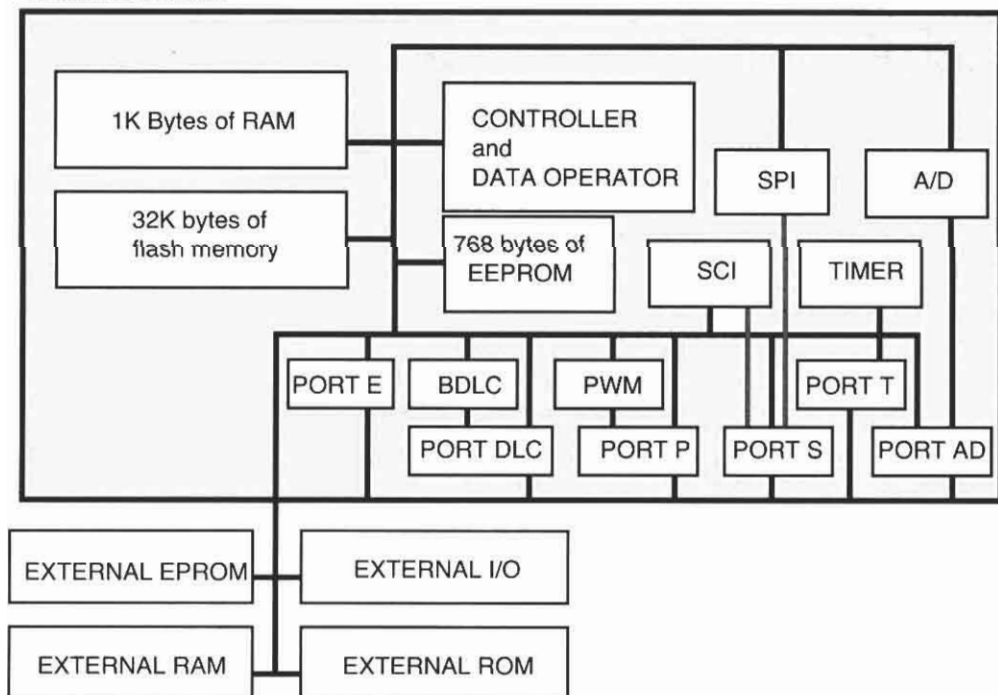 1K Bytes of RAM
CONTROLLER
and
DATA OPERATOR
SPI
A/D
32K bytes of
flash memory
768 bytes of
EEPROM
SCI
TIMER
PORT E
BDLC
PWM
PORT T
PORT DLC
PORT P
PORT S
PORT AD
EXTERNAL EPROM
EXTERNAL I/O
EXTERNAL RAM
EXTERNAL ROM